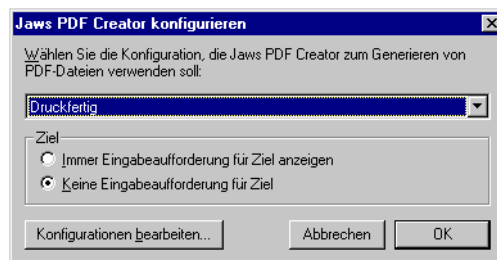 Jaws PDF Creator konfigurieren
Wählen Sie die Konfiguration, die Jaws PDF Creator zum Generieren von
PDF-Dateien verwenden soll:
Druckfertig
Ziel
Immer Eingabeaufforderung für Ziel anzeigen
Keine Eingabeaufforderung für Ziel
Konfigurationen bearbeiten... Abbrechen OK